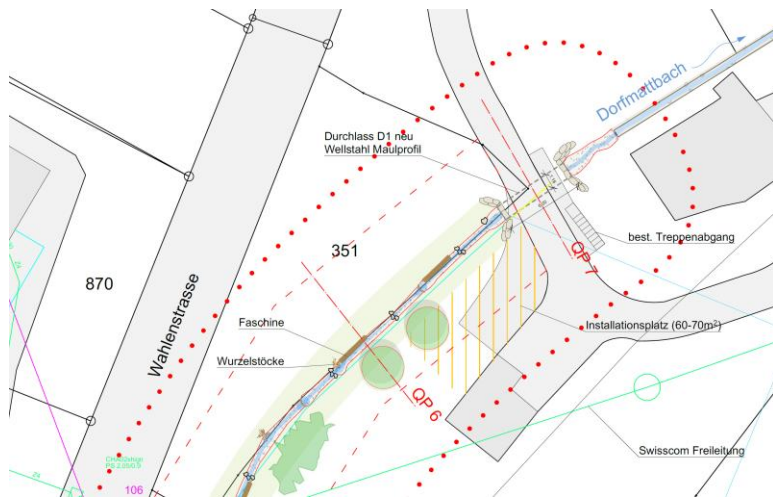 Dorfmattbach
Durchlass D1 neu
Wellstahl Maulprofil
351
best. Treppenabgang
QP 7
870
Wahlenstrasse
Faschine
Installationsplatz (60-70m²)
Wurzelstöcke
QP 6
Swisscom Freileitung
106